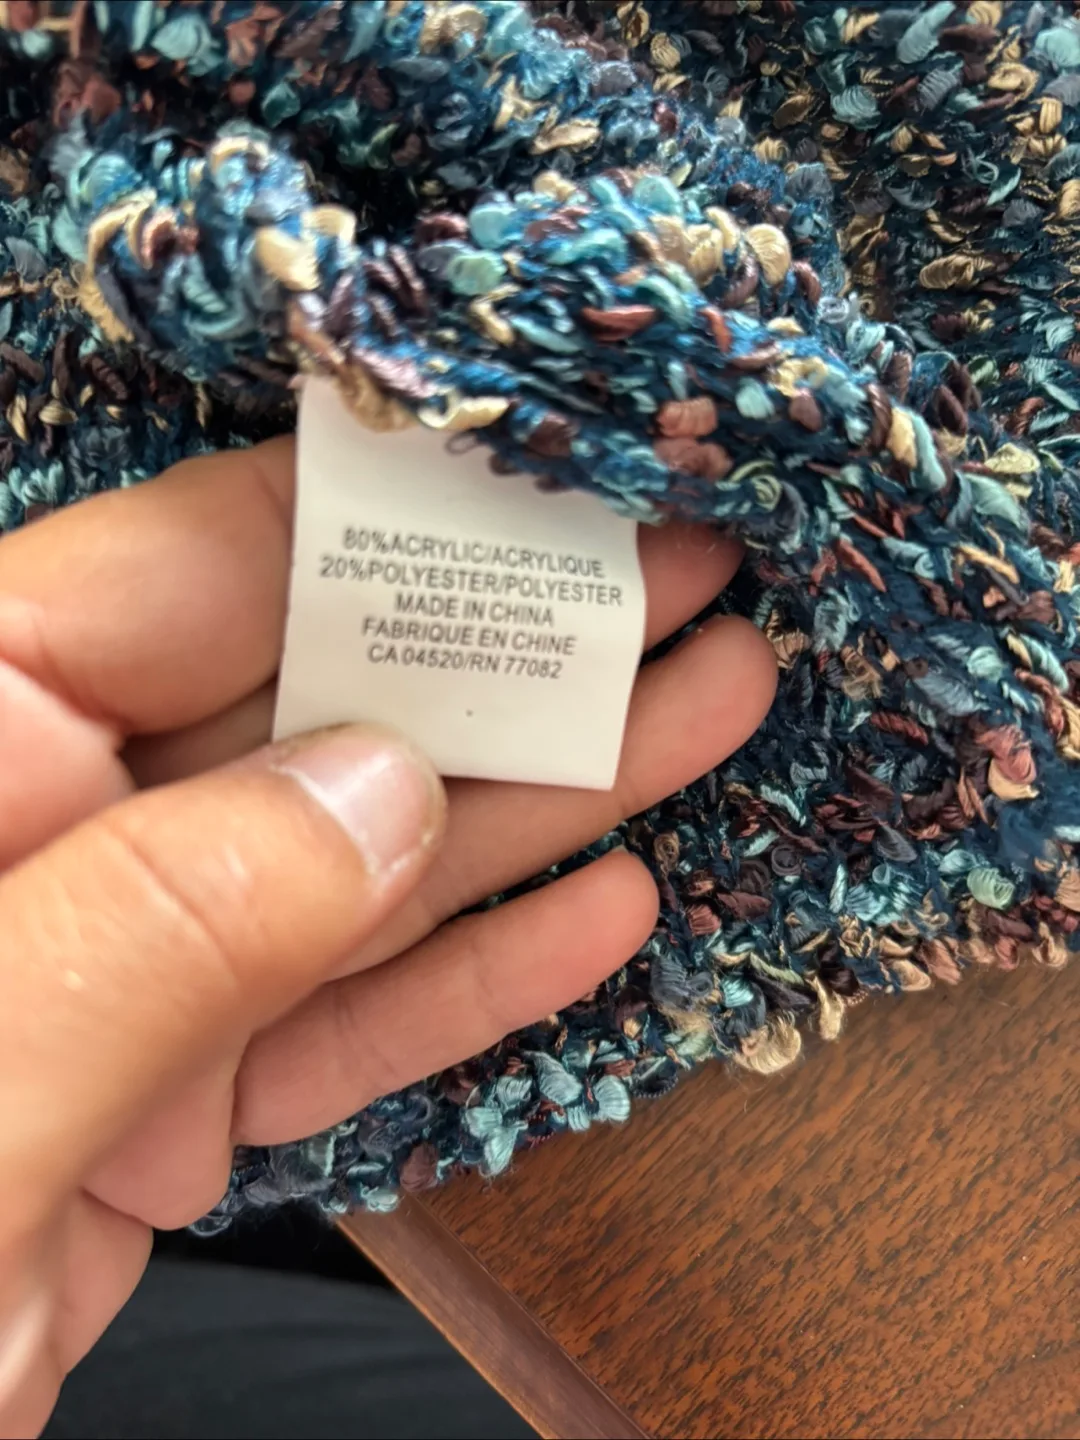 80%ACRYLIC/ACRYLIQUE
20%POLYESTER/POLYESTER
MADE IN CHINA
FABRIQUE EN CHINE
CA 04520/RN 77082